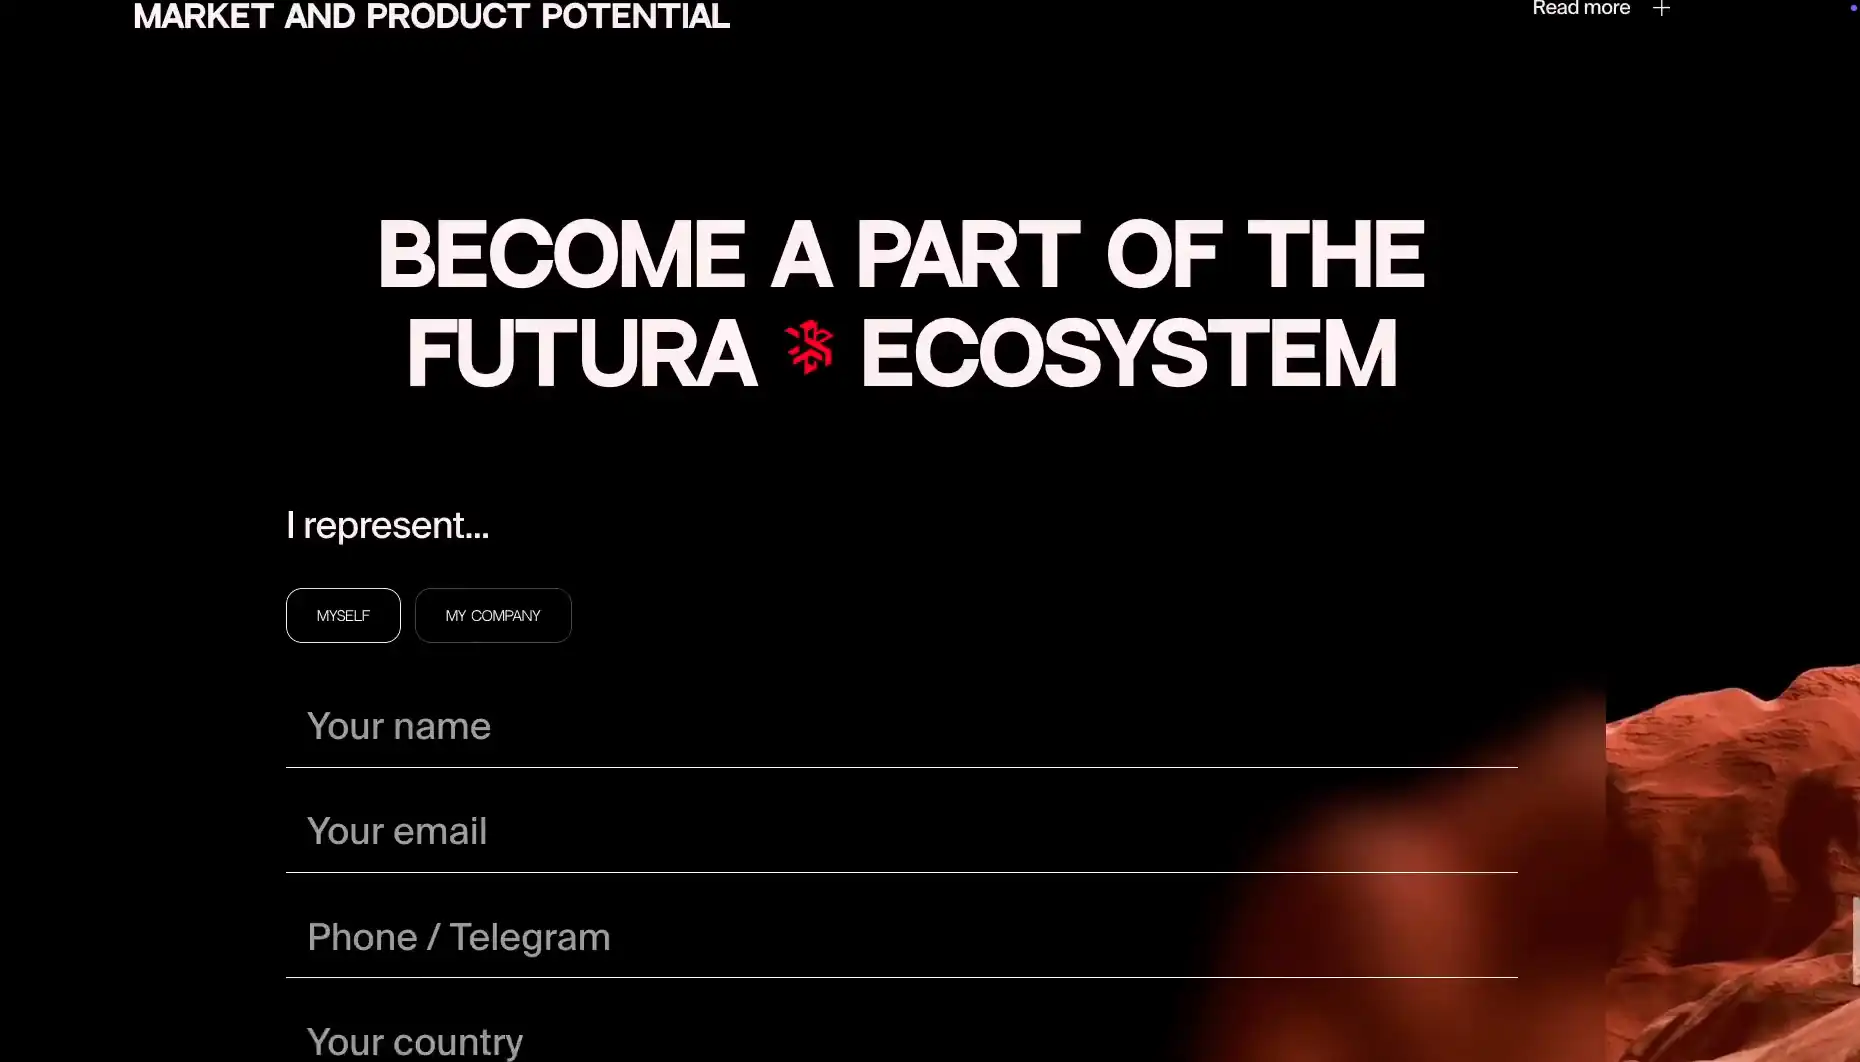 MARKET AND PRODUCT POTENTIAL
Read more
BECOME A PART OF THE
FUTURA ECOSYSTEM
I represent...
MYSELF
MY COMPANY
Your name
Your email
Phone / Telegram
Your country